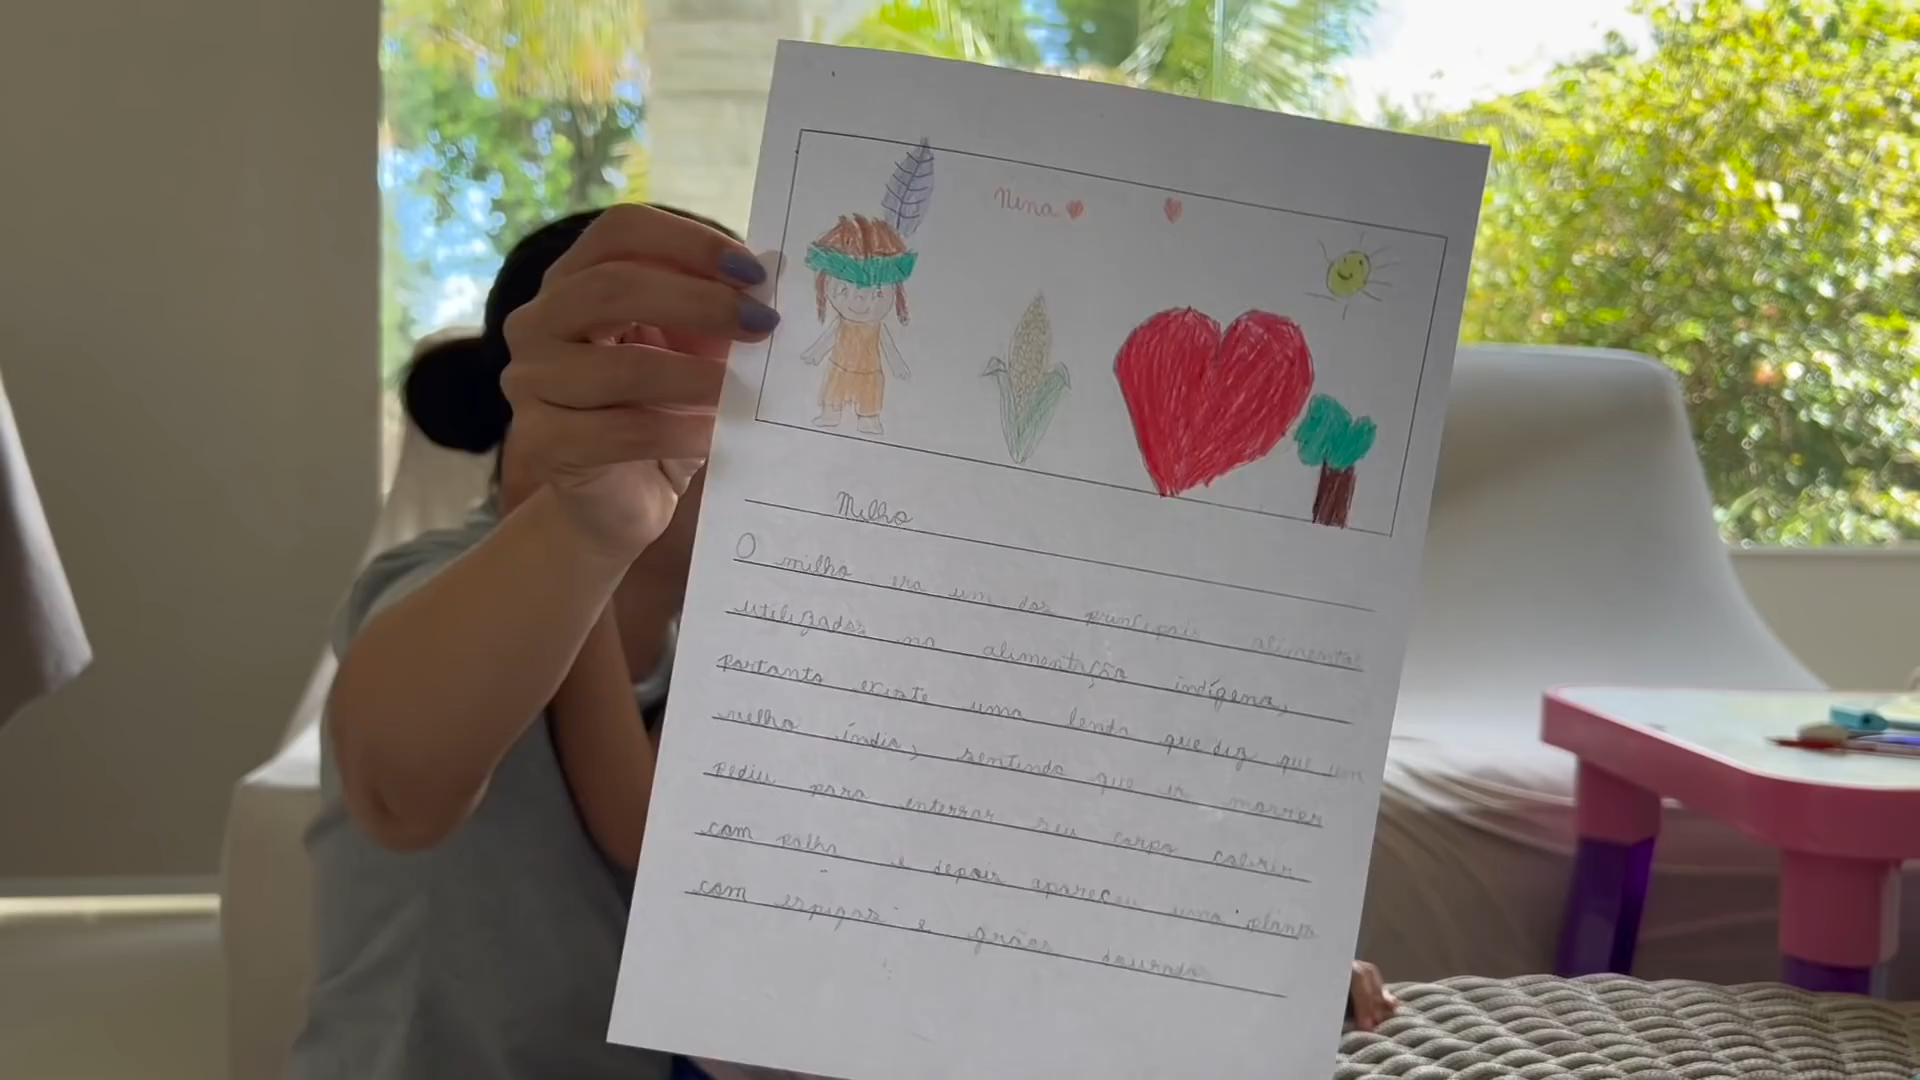 Nina
Milho
O milho era um dos principais alimentos
utilizados na alimentação indígena,
portanto existe uma lenda que diz que um
velho índio, sentindo que ia morrer
pediu para enterrar seu corpo cobrir
com palha e depois apareceu uma planta
com espigas e grãos dourados